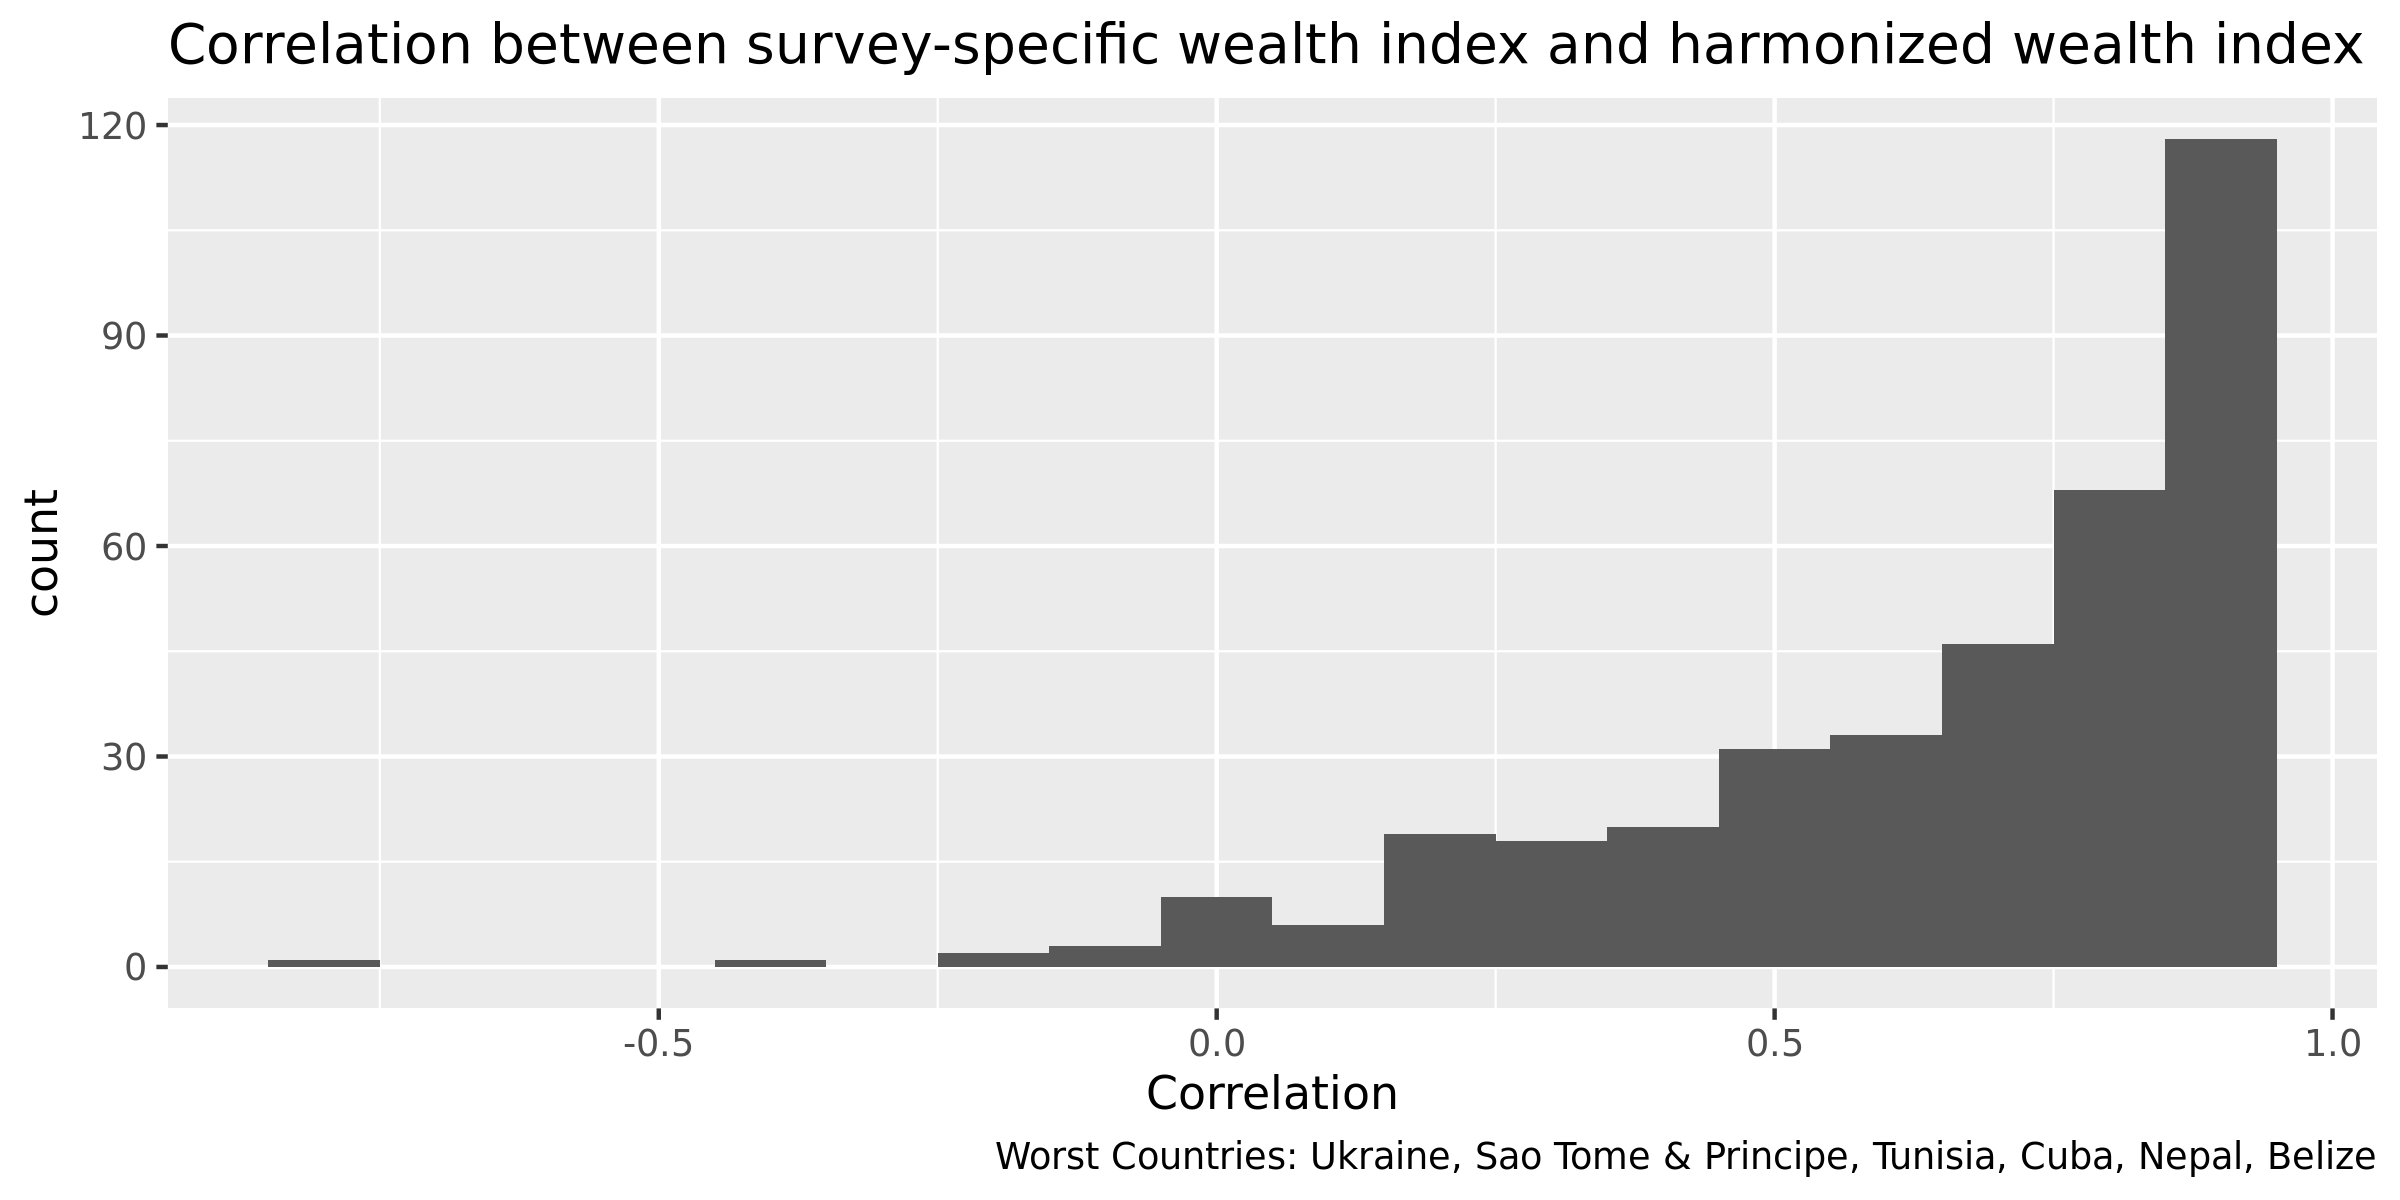 Correlation between survey-specific wealth index and harmonized wealth index
120
90
60
30
0
count
-0.5 0.0 0.5 1.0
Correlation
Worst Countries: Ukraine, Sao Tome & Principe, Tunisia, Cuba, Nepal, Belize